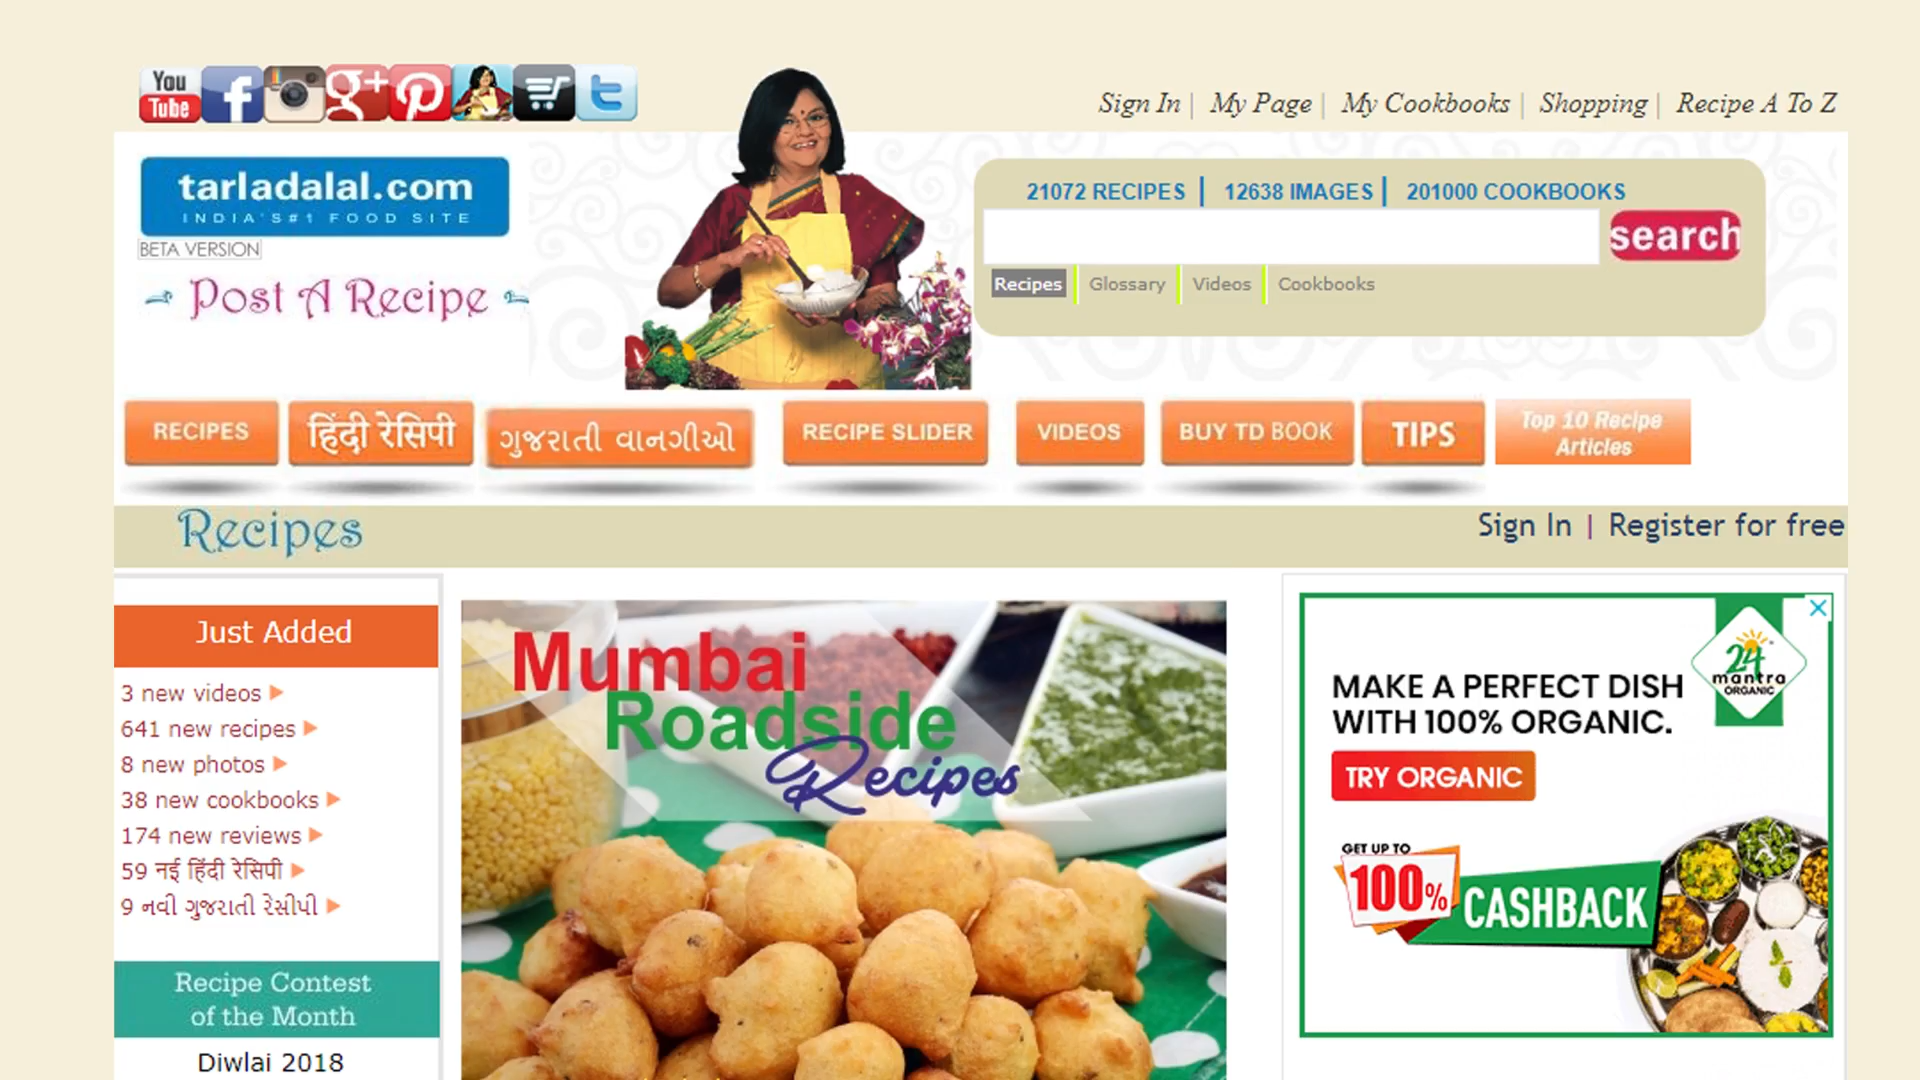 You
Tube
f
g+
Sign In | My Page | My Cookbooks | Shopping | Recipe A To Z
tarladalal.com
INDIA'S#1 FOOD SITE
BETA VERSION
Post A Recipe
21072 RECIPES | 12638 IMAGES | 201000 COOKBOOKS
search
Recipes | Glossary | Videos | Cookbooks
RECIPES
हिंदी रेसिपी
ગુજરાતી વાનગીઓ
RECIPE SLIDER
VIDEOS
BUY TD BOOK
TIPS
Top 10 Recipe
Articles
Recipes
Sign In | Register for free
Just Added
3 new videos
641 new recipes
8 new photos
38 new cookbooks
174 new reviews
59 नई हिंदी रेसिपी
9 નવી ગુજરાતી રેસીપી
Recipe Contest
of the Month
Diwlai 2018
Mumbai
Roadside
Recipes
24
mantra
ORGANIC
MAKE A PERFECT DISH
WITH 100% ORGANIC.
TRY ORGANIC
GET UP TO
100%
CASHBACK